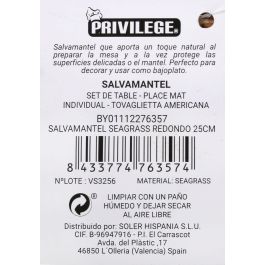 PRIVILEGE®
Salvamantel que aporta un toque natural al
preparar la mesa y a la vez protege las
superficies delicadas o el mantel. Perfecto para
decorar y usar como bajoplato.
SALVAMANTEL
SET DE TABLE - PLACE MAT
INDIVIDUAL - TOVAGLIETTA AMERICANA
BY01112276357
SALVAMANTEL SEAGRASS REDONDO 25CM
8 433774 763574
NºLOTE : VS3256
MATERIAL: SEAGRASS
LIMPIAR CON UN PAÑO
HÚMEDO Y DEJAR SECAR
AL AIRE LIBRE
Distribuido por: SOLER HISPANIA S.L.U.
CIF. B-96947916 - P.I. El Carrascot
Avda. del Plàstic ,17
46850 L'Olleria (Valencia) Spain